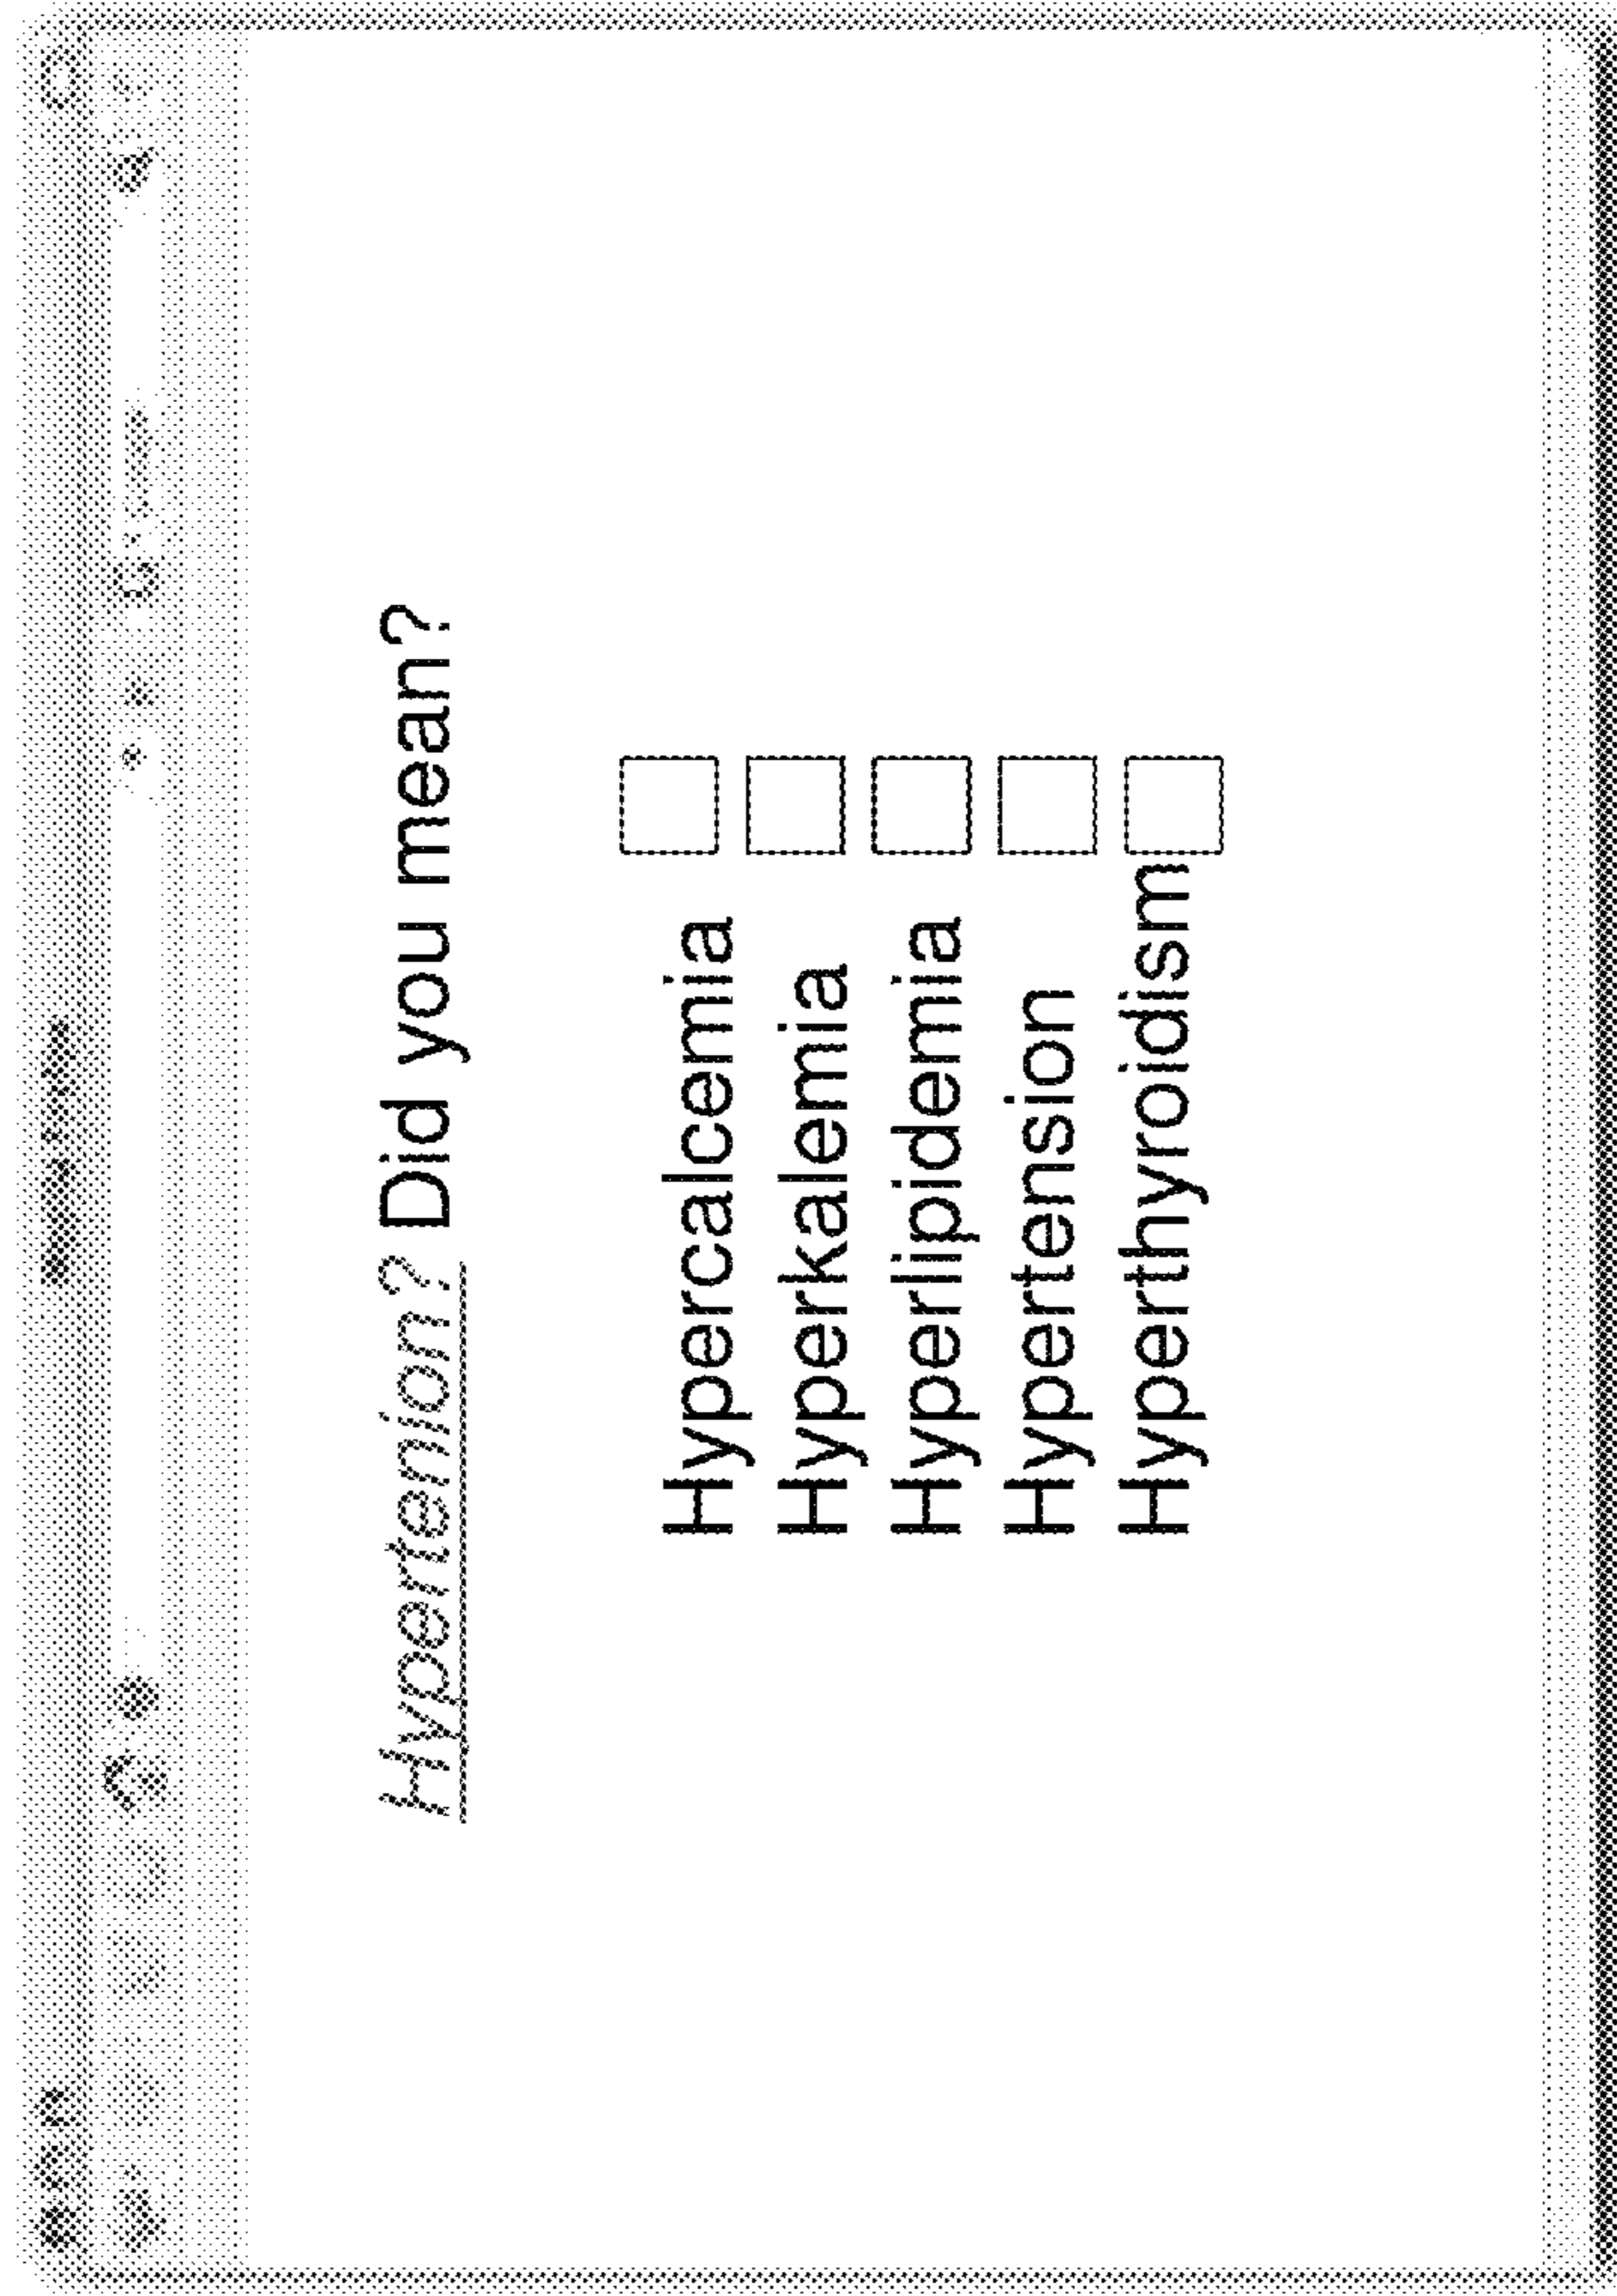 Hypertenion? Did you mean?
Hypercalcemia
Hyperkalemia
Hyperlipidemia
Hypertension
Hyperthyroidism